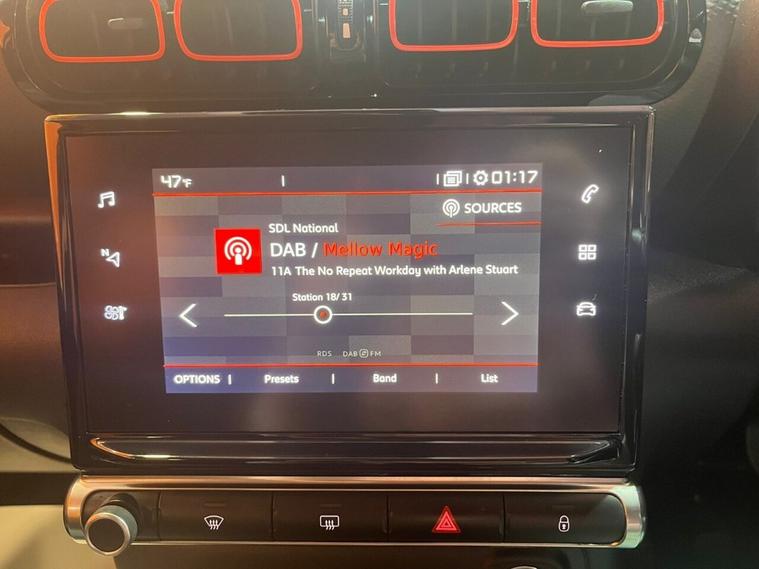 47°F 01:17
SOURCES
SDL National
DAB / Mellow Magic
11A The No Repeat Workday with Arlene Stuart
Station 18/31
RDS DAB FM
OPTIONS Presets Band List
N